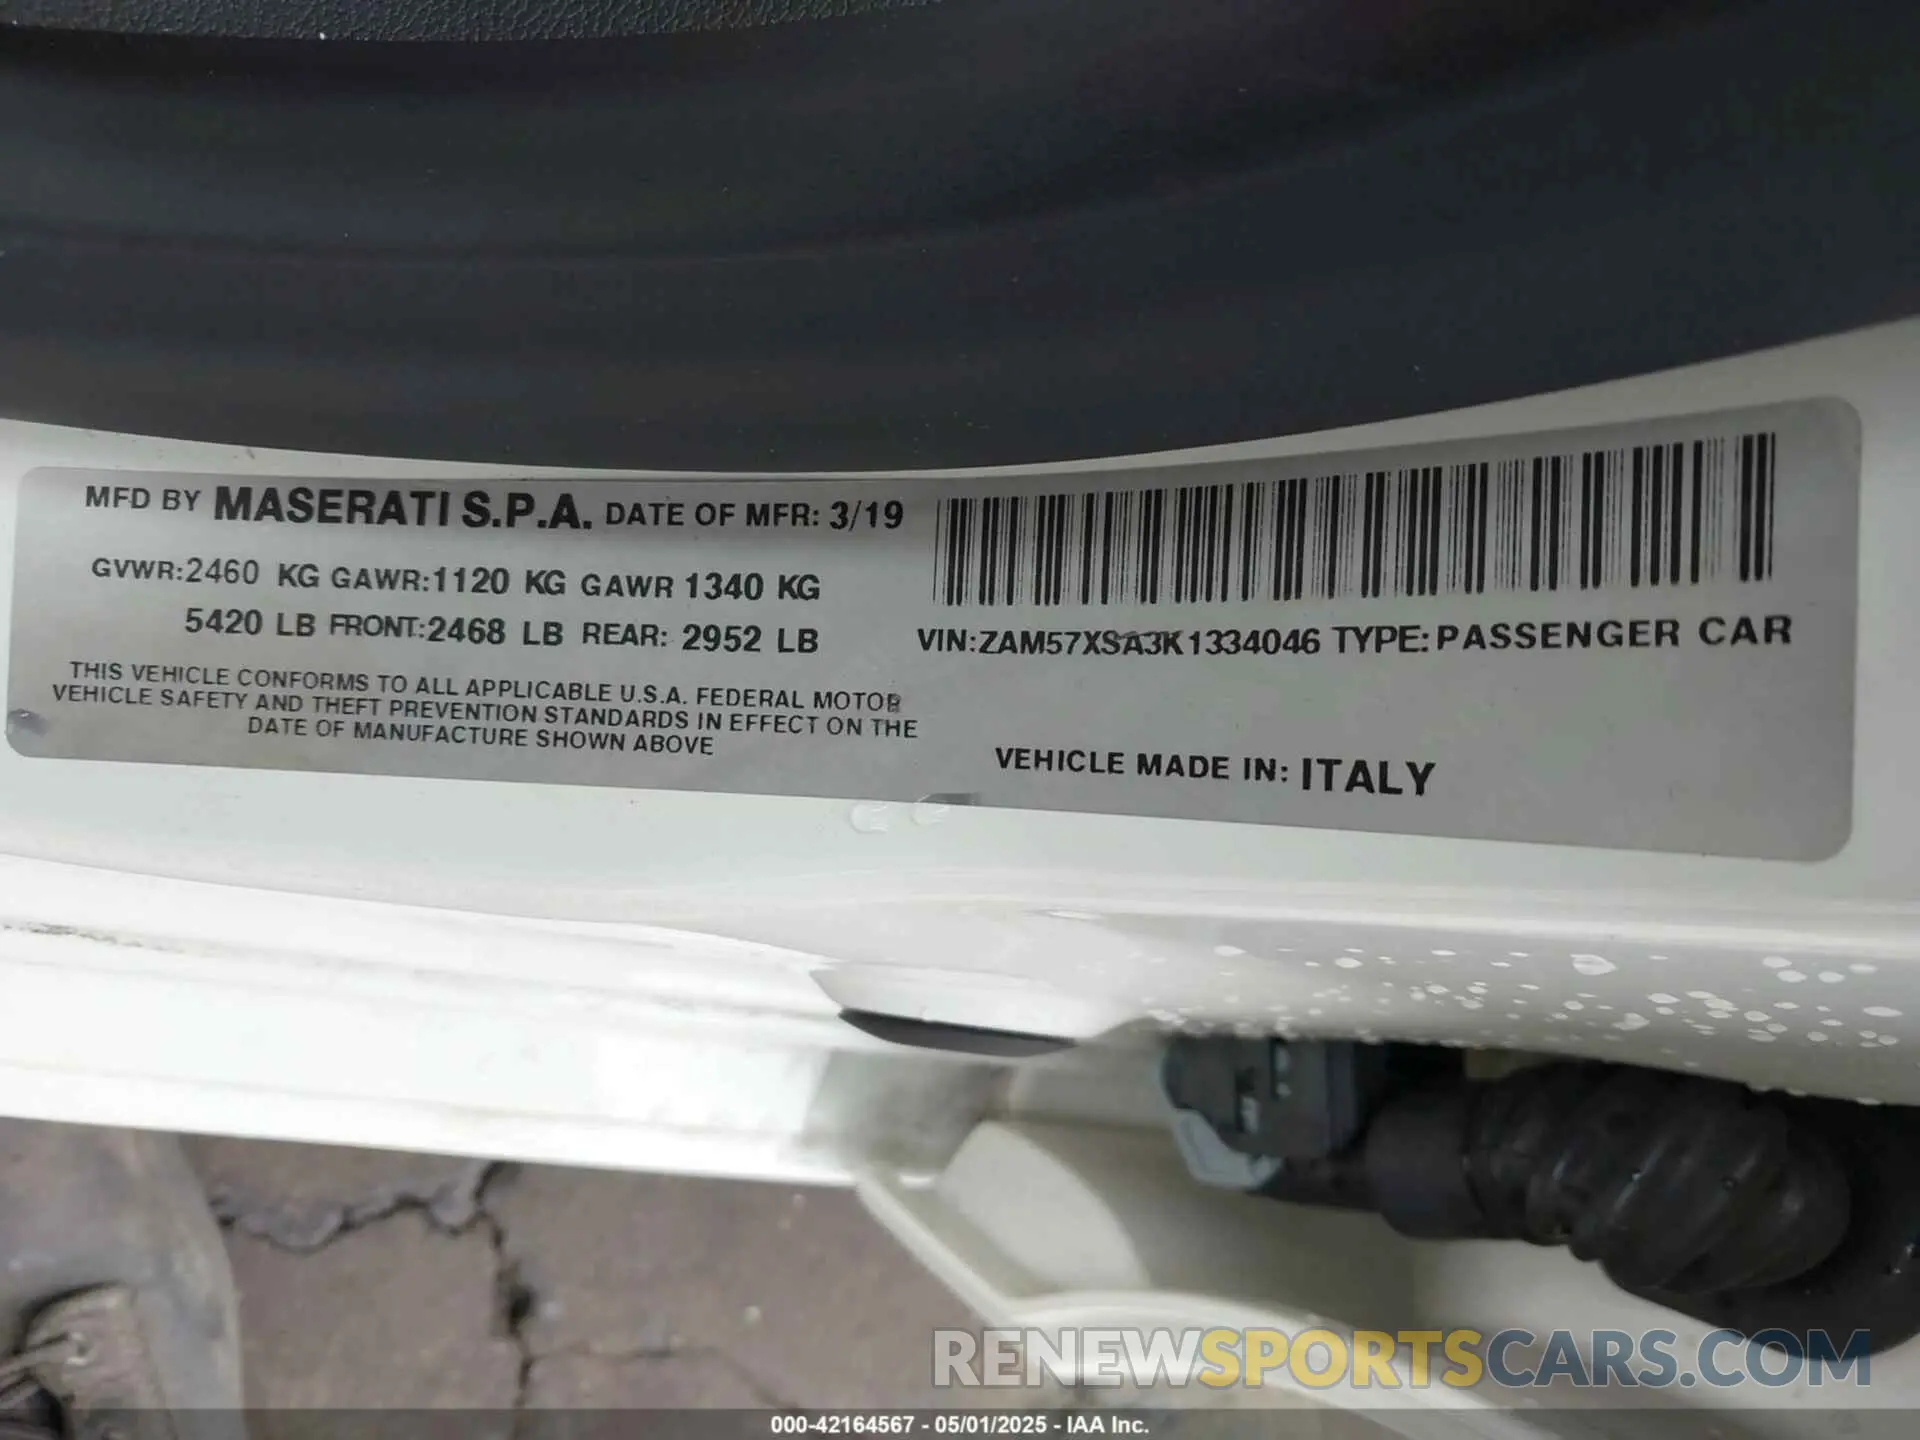 MFD BY MASERATI S.P.A. DATE OF MFR: 3/19
GVWR:2460 KG GAWR:1120 KG GAWR 1340 KG
5420 LB FRONT:2468 LB REAR: 2952 LB
THIS VEHICLE CONFORMS TO ALL APPLICABLE U.S.A. FEDERAL MOTOR
VEHICLE SAFETY AND THEFT PREVENTION STANDARDS IN EFFECT ON THE
DATE OF MANUFACTURE SHOWN ABOVE
VIN:ZAM57XSA3K1334046 TYPE:PASSENGER CAR
VEHICLE MADE IN: ITALY
RENEWSPORTSCARS.COM
000-42164567 - 05/01/2025 - IAA Inc.